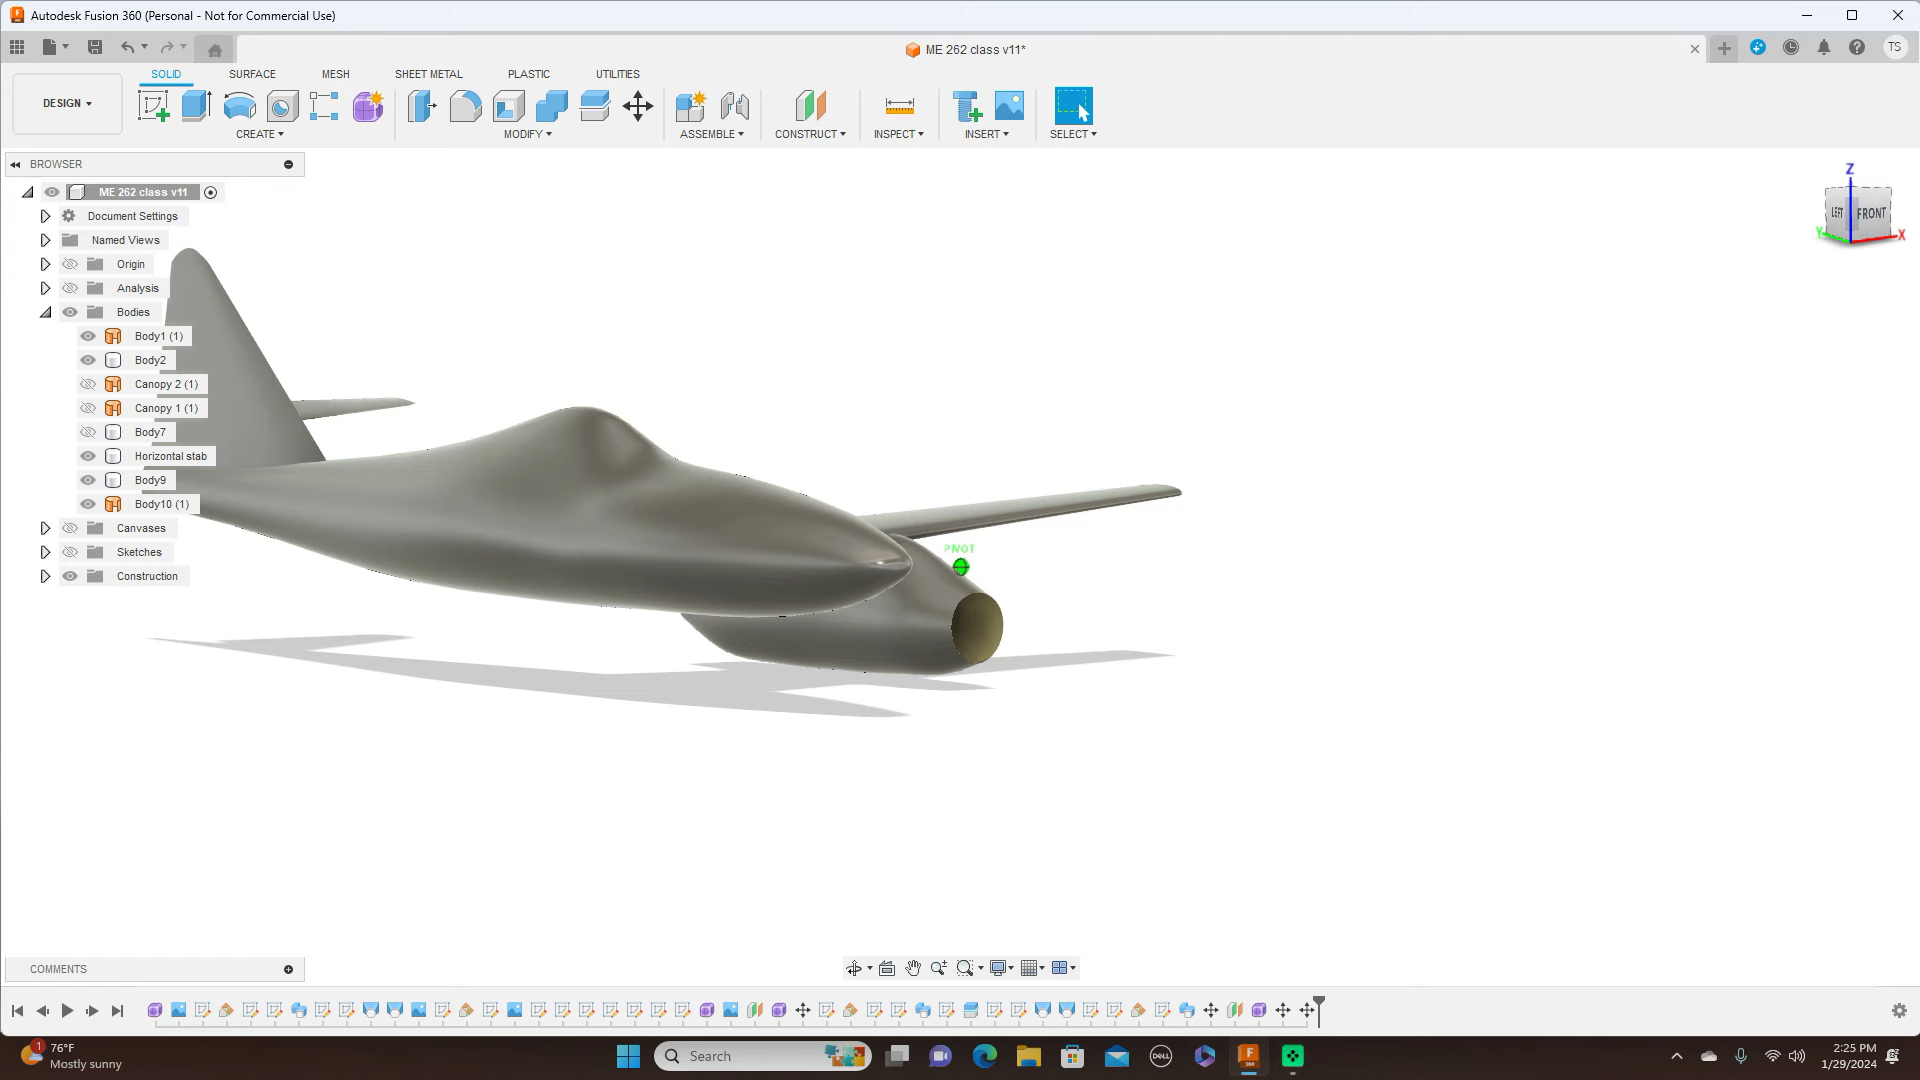 Autodesk Fusion 360 (Personal - Not for Commercial Use)
ME 262 class v11*
TS
DESIGN
SOLID
SURFACE
MESH
SHEET METAL
PLASTIC
UTILITIES
CREATE
MODIFY
ASSEMBLE
CONSTRUCT
INSPECT
INSERT
SELECT
BROWSER
ME 262 class v11
Document Settings
Named Views
Origin
Analysis
Bodies
Body1 (1)
Body2
Canopy 2 (1)
Canopy 1 (1)
Body7
Horizontal stab
Body9
Body10 (1)
Canvases
Sketches
Construction
Z
LEFT
FRONT
Y
X
PIVOT
COMMENTS
1
76°F
Mostly sunny
Search
DELL
F
360
2:25 PM
1/29/2024